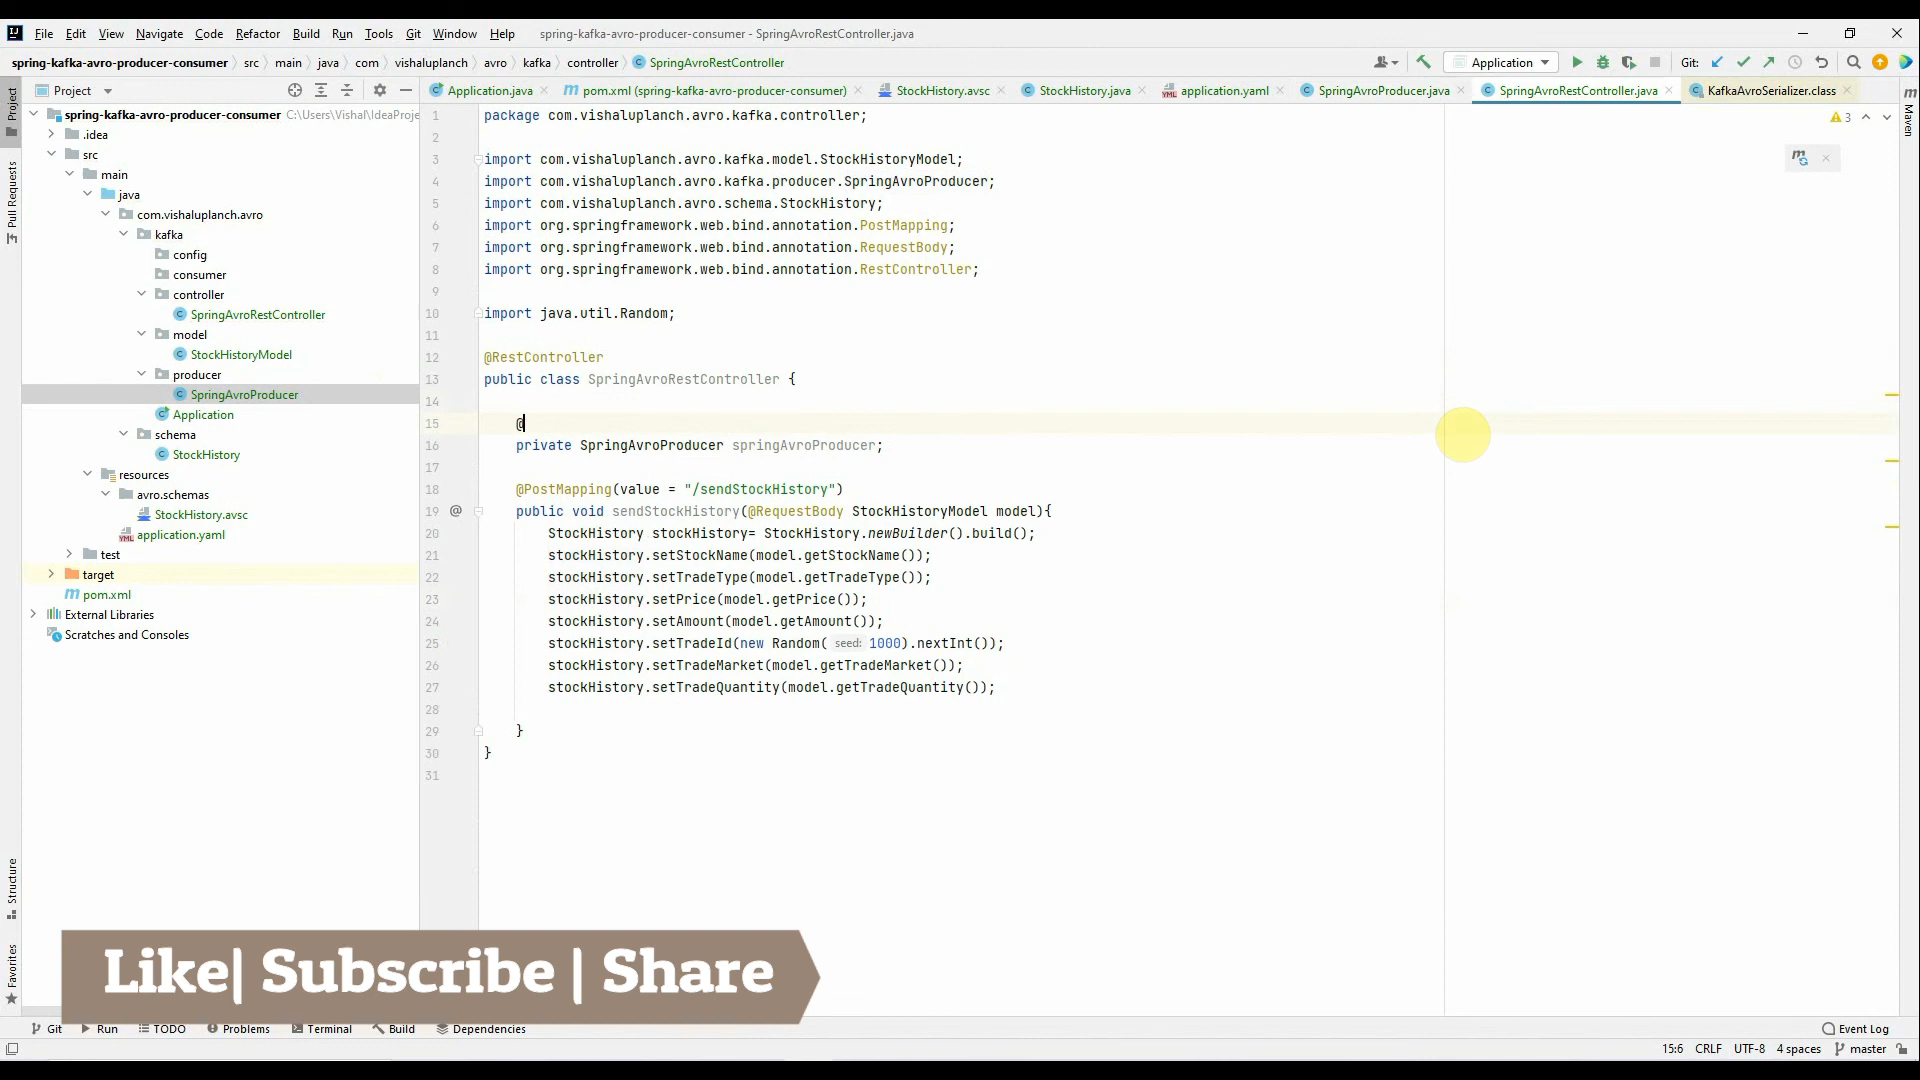 File Edit View Navigate Code Refactor Build Run Tools Git Window Help spring-kafka-avro-producer-consumer - SpringAvroRestController.java
spring-kafka-avro-producer-consumer src main java com vishaluplanch avro kafka controller SpringAvroRestController Application Git:
Project Application.java pom.xml (spring-kafka-avro-producer-consumer) StockHistory.avsc StockHistory.java application.yaml SpringAvroProducer.java SpringAvroRestController.java KafkaAvroSerializer.class
Project
Pull Requests
Structure
Favorites
Maven
spring-kafka-avro-producer-consumer C:\Users\Vishal\IdeaProje
.idea
src
main
java
com.vishaluplanch.avro
kafka
config
consumer
controller
SpringAvroRestController
model
StockHistoryModel
producer
SpringAvroProducer
Application
schema
StockHistory
resources
avro.schemas
StockHistory.avsc
application.yaml
test
target
pom.xml
External Libraries
Scratches and Consoles
3
1 package com.vishaluplanch.avro.kafka.controller;
2
3 import com.vishaluplanch.avro.kafka.model.StockHistoryModel;
4 import com.vishaluplanch.avro.kafka.producer.SpringAvroProducer;
5 import com.vishaluplanch.avro.schema.StockHistory;
6 import org.springframework.web.bind.annotation.PostMapping;
7 import org.springframework.web.bind.annotation.RequestBody;
8 import org.springframework.web.bind.annotation.RestController;
9
10 import java.util.Random;
11
12 @RestController
13 public class SpringAvroRestController {
14
15 @
16 private SpringAvroProducer springAvroProducer;
17
18 @PostMapping(value = "/sendStockHistory")
19 @ public void sendStockHistory(@RequestBody StockHistoryModel model){
20 StockHistory stockHistory= StockHistory.newBuilder().build();
21 stockHistory.setStockName(model.getStockName());
22 stockHistory.setTradeType(model.getTradeType());
23 stockHistory.setPrice(model.getPrice());
24 stockHistory.setAmount(model.getAmount());
25 stockHistory.setTradeId(new Random( seed: 1000).nextInt());
26 stockHistory.setTradeMarket(model.getTradeMarket());
27 stockHistory.setTradeQuantity(model.getTradeQuantity());
28
29 }
30 }
31
Like| Subscribe | Share
Git Run TODO Problems Terminal Build Dependencies Event Log
15:6 CRLF UTF-8 4 spaces master